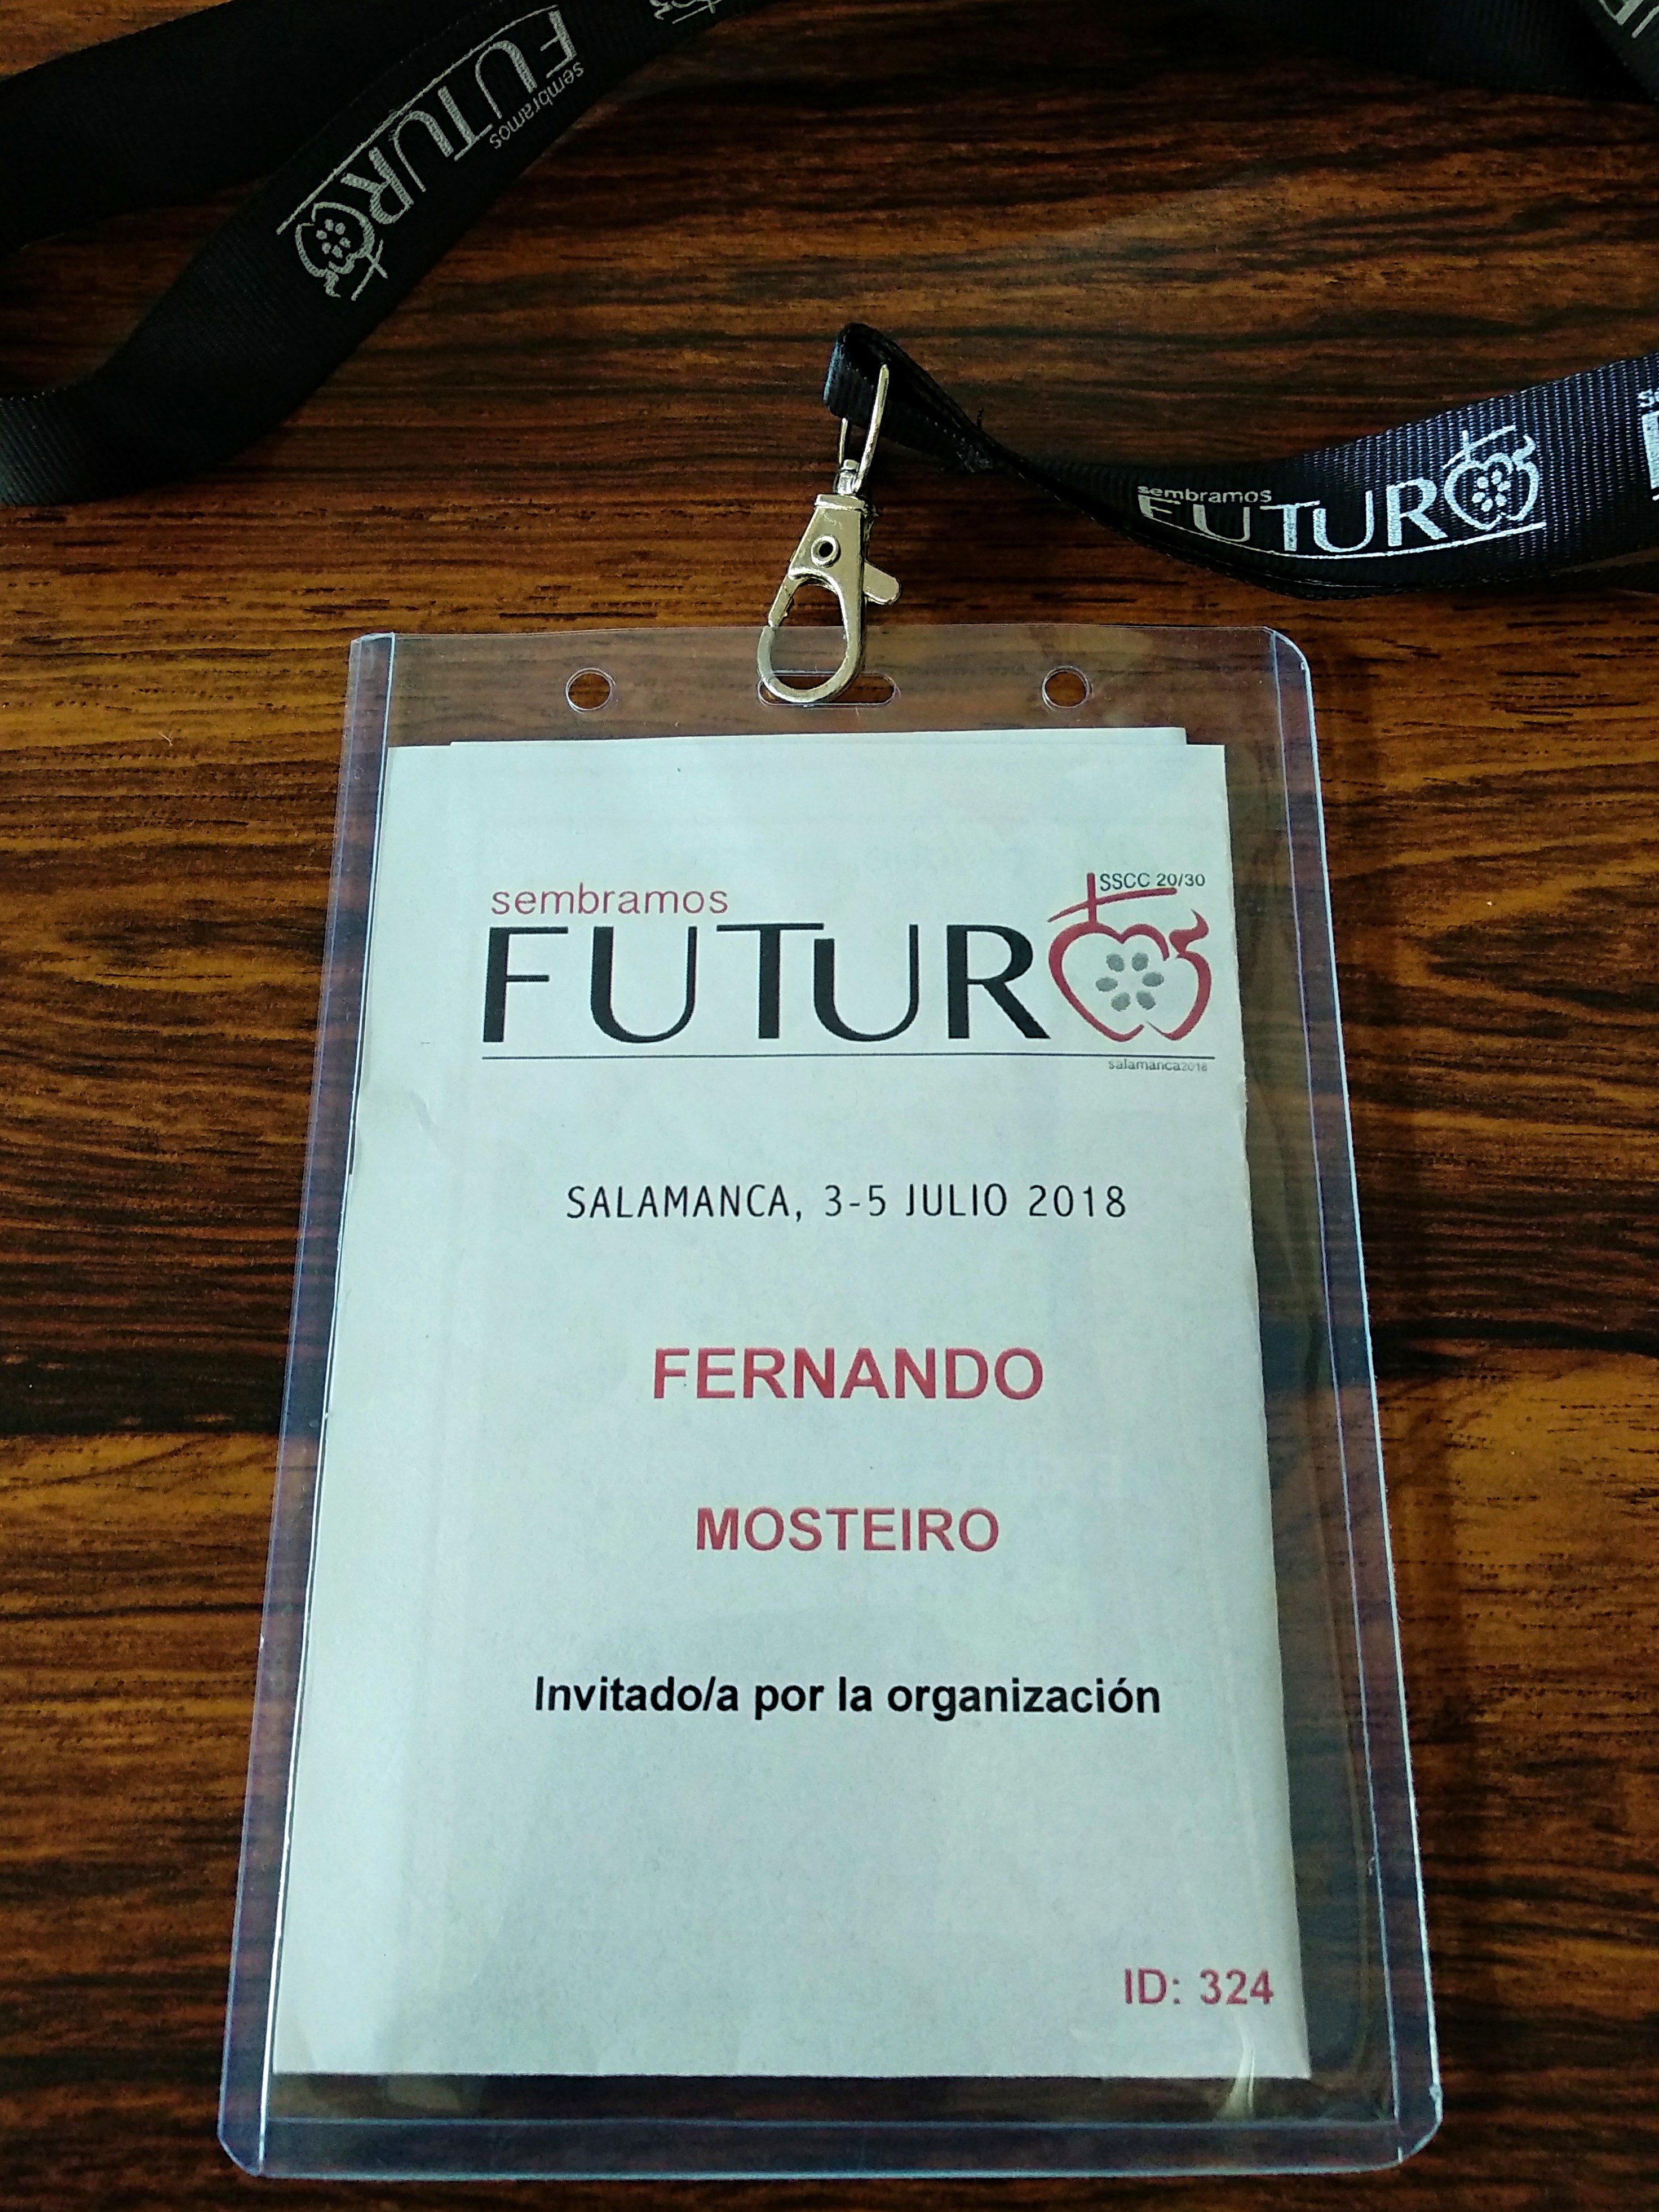 sembramos
FUTURO
sembramos
FUTURO
SSCC 20/30
sembramos
FUTURO
salamanca2018
SALAMANCA, 3-5 JULIO 2018
FERNANDO
MOSTEIRO
Invitado/a por la organización
ID: 324